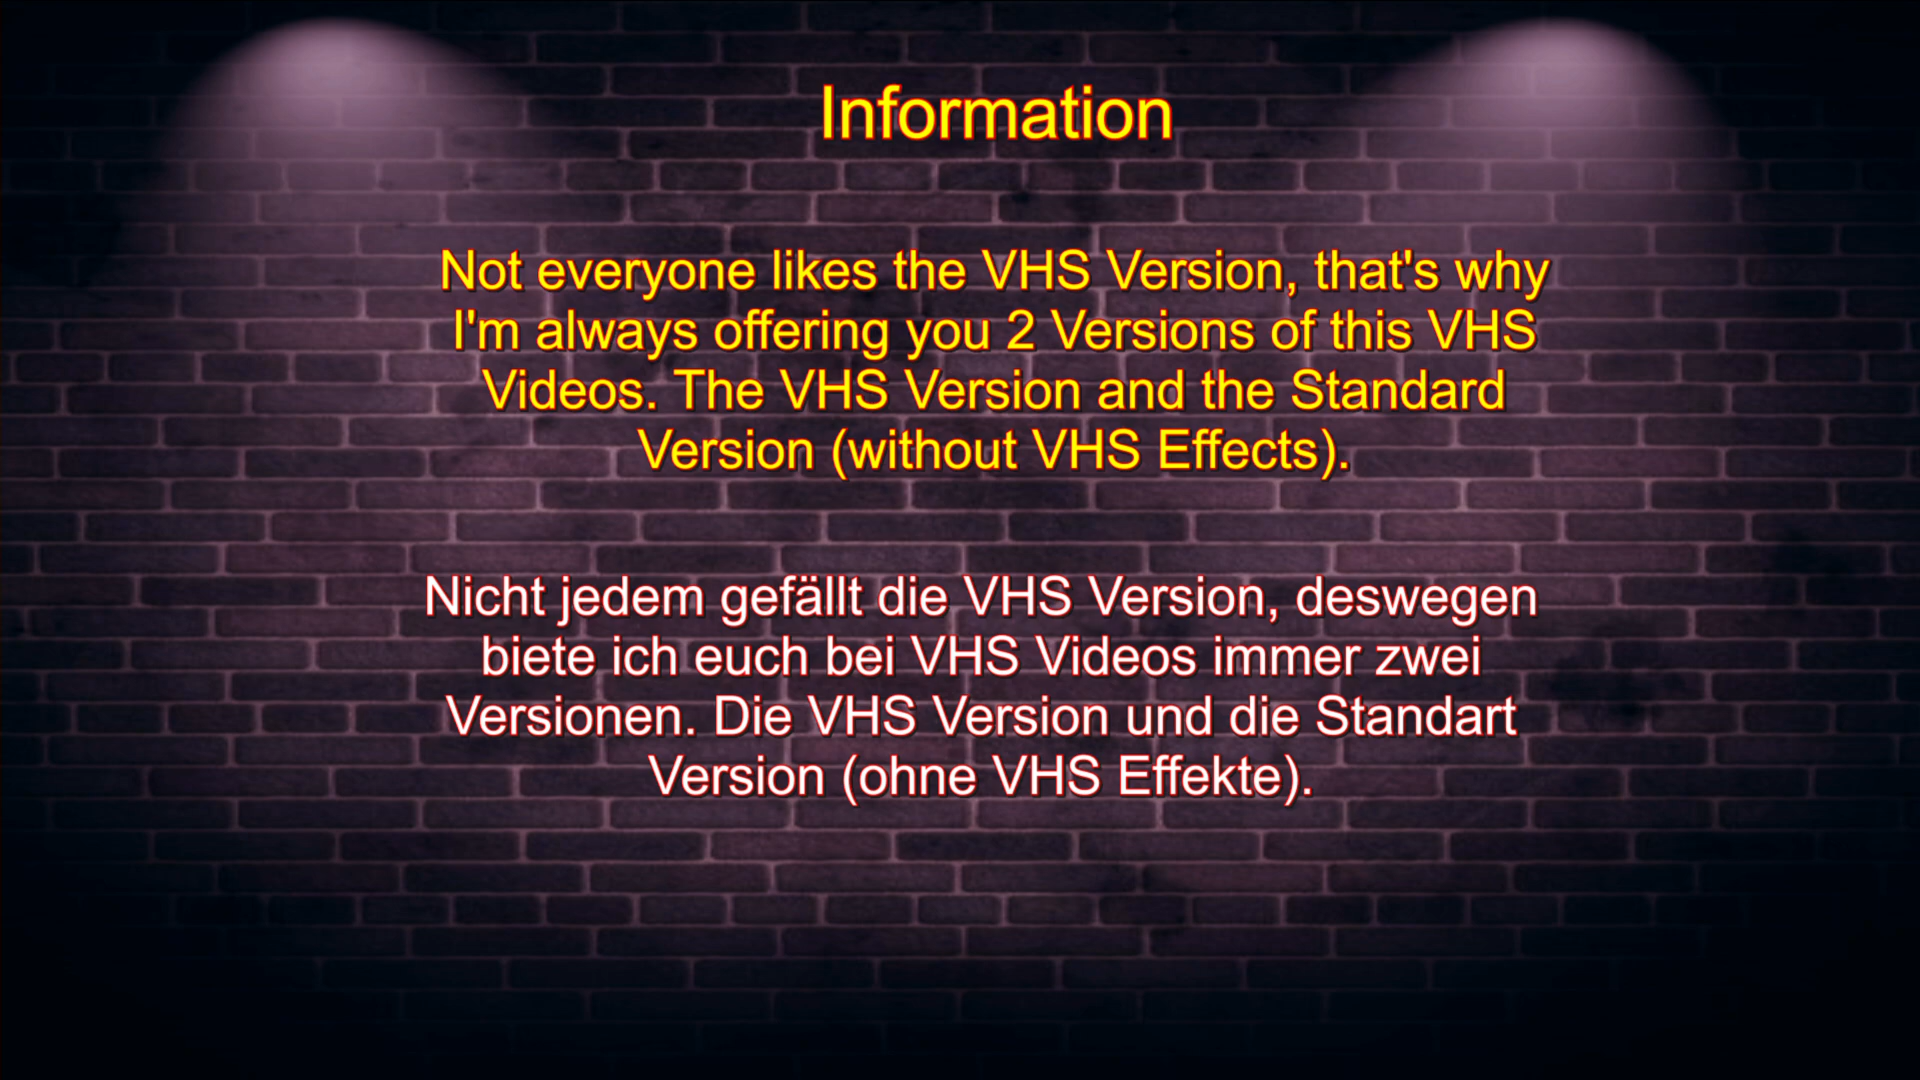 Information
Not everyone likes the VHS Version, that's why
I'm always offering you 2 Versions of this VHS
Videos. The VHS Version and the Standard
Version (without VHS Effects).
Nicht jedem gefällt die VHS Version, deswegen
biete ich euch bei VHS Videos immer zwei
Versionen. Die VHS Version und die Standart
Version (ohne VHS Effekte).